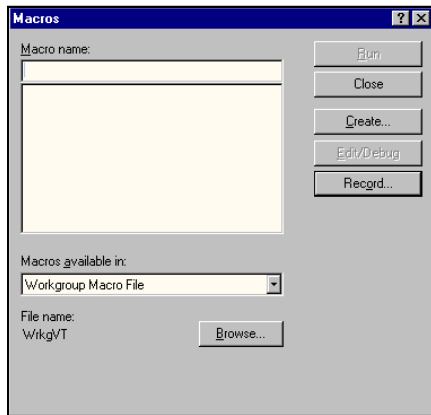 Macros
Macro name:
Run
Close
Create...
Edit/Debug
Record...
Macros available in:
Workgroup Macro File
File name:
WrkgVT
Browse...